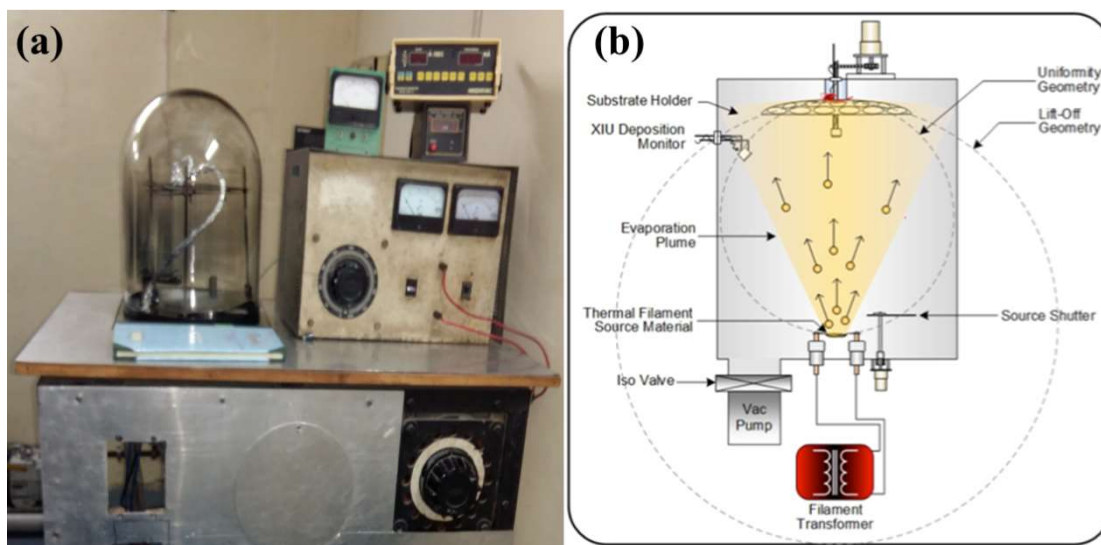 (a)
(b)
Substrate Holder
XIU Deposition
Monitor
Evaporation
Plume
Thermal Filament
Source Material
Iso Valve
Vac
Pump
Filament
Transformer
Uniformity
Geometry
Lift-Off
Geometry
Source Shutter